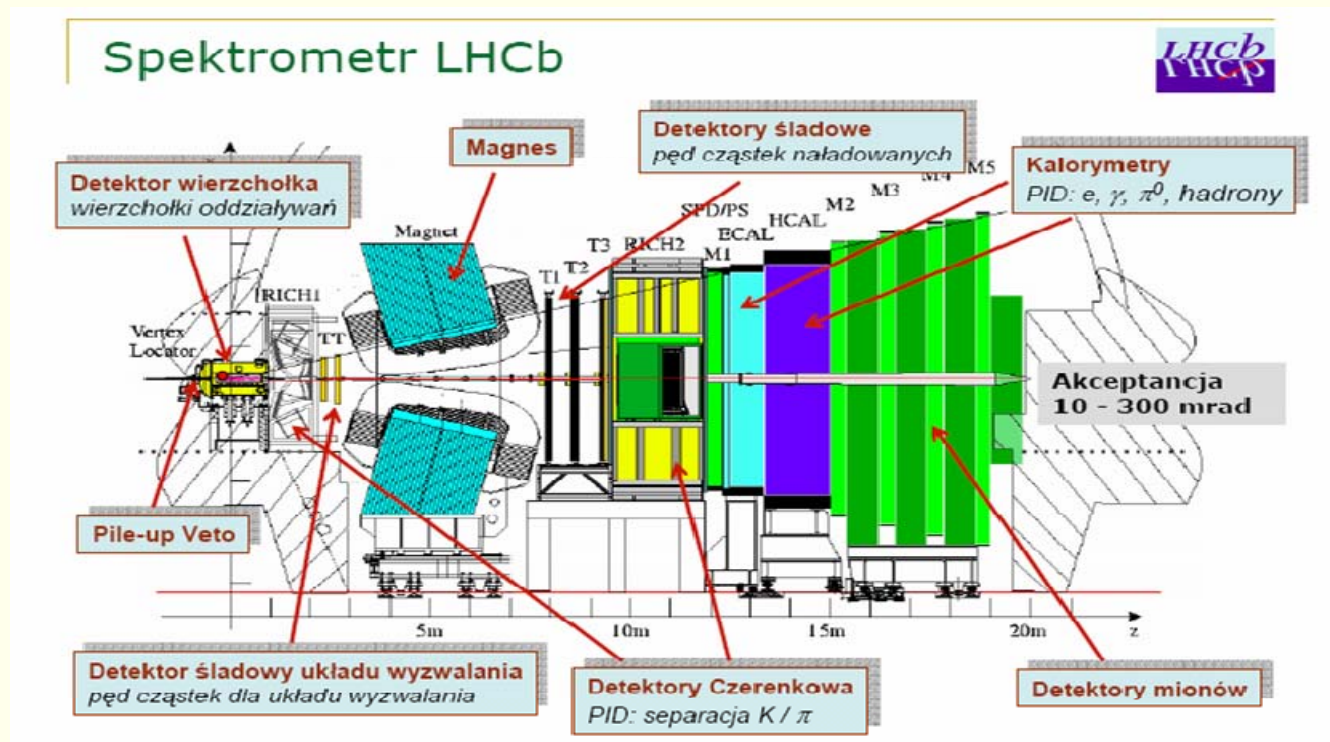 Spektrometr LHCb
LHCb
LHCb
Magnes
Detektory śladowe
pęd cząstek naładowanych
Kalorymetry
PID: e, γ, π⁰, hadrony
Detektor wierzchołka
wierzchołki oddziaływań
M5
M4
M3
M2
SPD/PS
HCAL
ECAL
M1
Magnet
T3
RICH2
T2
T1
RICH1
TT
Vertex
Locator
Akceptancja
10 - 300 mrad
Pile-up Veto
5m
10m
15m
20m
z
Detektor śladowy układu wyzwalania
pęd cząstek dla układu wyzwalania
Detektory Czerenkowa
PID: separacja K / π
Detektory mionów